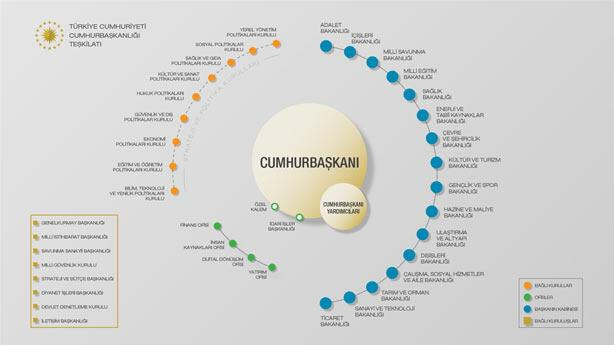 TÜRKİYE CUMHURİYETİ
CUMHURBAŞKANLIĞI
TEŞKİLATI
YEREL YÖNETİM
POLİTİKALARI KURULU
SOSYAL POLİTİKALAR
KURULU
SAĞLIK VE GIDA
POLİTİKALARI KURULU
KÜLTÜR VE SANAT
POLİTİKALARI KURULU
HUKUK POLİTİKALARI
KURULU
GÜVENLİK VE DIŞ
POLİTİKALAR KURULU
EKONOMİ
POLİTİKALARI KURULU
EĞİTİM VE ÖĞRETİM
POLİTİKALARI KURULU
BİLİM, TEKNOLOJİ
VE YENİLİK POLİTİKALARI
KURULU
STRATEJİ VE POLİTİKA KURULLARI
CUMHURBAŞKANI
CUMHURBAŞKANI
YARDIMCILARI
ÖZEL
KALEM
İDARİ İŞLER
BAŞKANLIĞI
FİNANS OFİSİ
İNSAN
KAYNAKLARI OFİSİ
DİJİTAL DÖNÜŞÜM
OFİSİ
YATIRIM
OFİSİ
ADALET
BAKANLIĞI
İÇİŞLERİ
BAKANLIĞI
MİLLİ SAVUNMA
BAKANLIĞI
MİLLİ EĞİTİM
BAKANLIĞI
SAĞLIK
BAKANLIĞI
ENERJİ VE
TABİİ KAYNAKLAR
BAKANLIĞI
ÇEVRE
VE ŞEHİRCİLİK
BAKANLIĞI
KÜLTÜR VE TURİZM
BAKANLIĞI
GENÇLİK VE SPOR
BAKANLIĞI
HAZİNE VE MALİYE
BAKANLIĞI
ULAŞTIRMA
VE ALTYAPI
BAKANLIĞI
DIŞİŞLERİ
BAKANLIĞI
ÇALIŞMA, SOSYAL HİZMETLER
VE AİLE BAKANLIĞI
TARIM VE ORMAN
BAKANLIĞI
SANAYİ VE TEKNOLOJİ
BAKANLIĞI
TİCARET
BAKANLIĞI
GENELKURMAY BAŞKANLIĞI
MİLLİ İSTİHBARAT BAŞKANLIĞI
SAVUNMA SANAYİİ BAŞKANLIĞI
MİLLİ GÜVENLİK KURULU
STRATEJİ VE BÜTÇE BAŞKANLIĞI
DİYANET İŞLERİ BAŞKANLIĞI
DEVLET DENETLEME KURULU
İLETİŞİM BAŞKANLIĞI
BAĞLI KURULLAR
OFİSLER
BAŞKANIN KABİNESİ
BAĞLI KURULUŞLAR